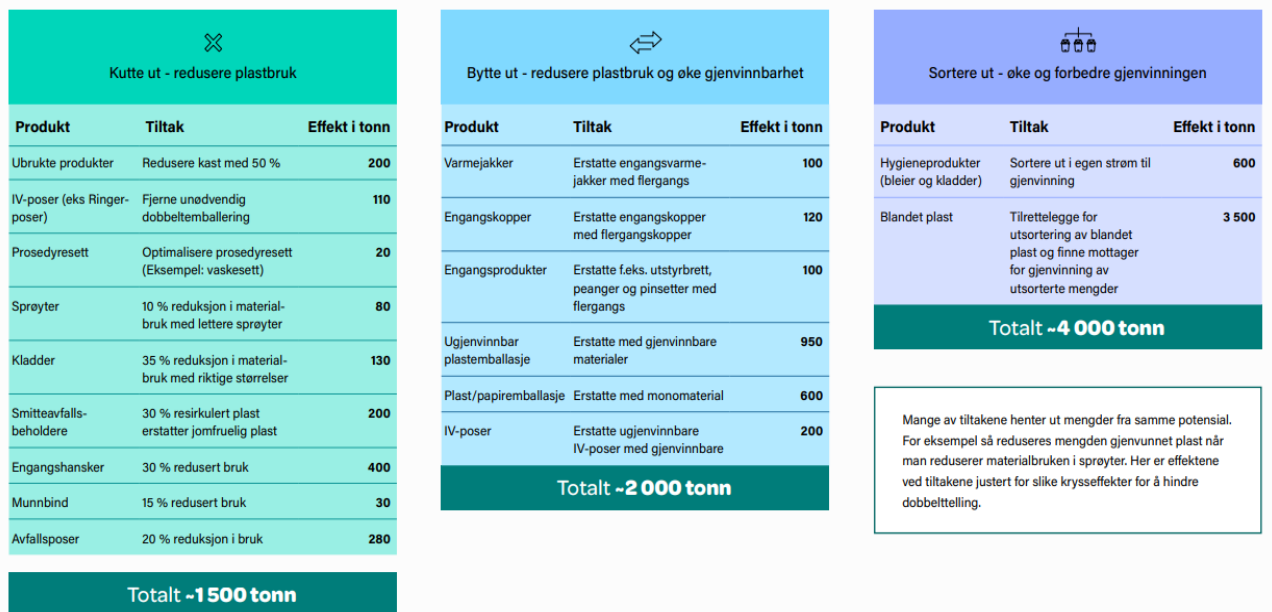 Kutte ut - redusere plastbruk
Produkt Tiltak Effekt i tonn
Ubrukte produkter Redusere kast med 50 % 200
IV-poser (eks Ringer- Fjerne unødvendig 110
poser) dobbeltemballering
Prosedyresett Optimalisere prosedyresett 20
(Eksempel: vaskesett)
Sprøyter 10 % reduksjon i material- 80
bruk med lettere sprøyter
Kladder 35 % reduksjon i material- 130
bruk med riktige størrelser
Smitteavfalls- 30 % resirkulert plast 200
beholdere erstatter jomfruelig plast
Engangshansker 30 % redusert bruk 400
Munnbind 15 % redusert bruk 30
Avfallsposer 20 % reduksjon i bruk 280
Totalt ~1 500 tonn
Bytte ut - redusere plastbruk og øke gjenvinnbarhet
Produkt Tiltak Effekt i tonn
Varmejakker Erstatte engangsvarme- 100
jakker med flergangs
Engangskopper Erstatte engangskopper 120
med flergangskopper
Engangsprodukter Erstatte f.eks. utstyrbrett, 100
peanger og pinsetter med
flergangs
Ugjenvinnbar Erstatte med gjenvinnbare 950
plastemballasje materialer
Plast/papiremballasje Erstatte med monomaterial 600
IV-poser Erstatte ugjenvinnbare 200
IV-poser med gjenvinnbare
Totalt ~2 000 tonn
Sortere ut - øke og forbedre gjenvinningen
Produkt Tiltak Effekt i tonn
Hygieneprodukter Sortere ut i egen strøm til 600
(bleier og kladder) gjenvinning
Blandet plast Tilrettelegge for 3 500
utsortering av blandet
plast og finne mottager
for gjenvinning av
utsorterte mengder
Totalt ~4 000 tonn
Mange av tiltakene henter ut mengder fra samme potensial.
For eksempel så reduseres mengden gjenvunnet plast når
man reduserer materialbruken i sprøyter. Her er effektene
ved tiltakene justert for slike krysseffekter for å hindre
dobbelttelling.